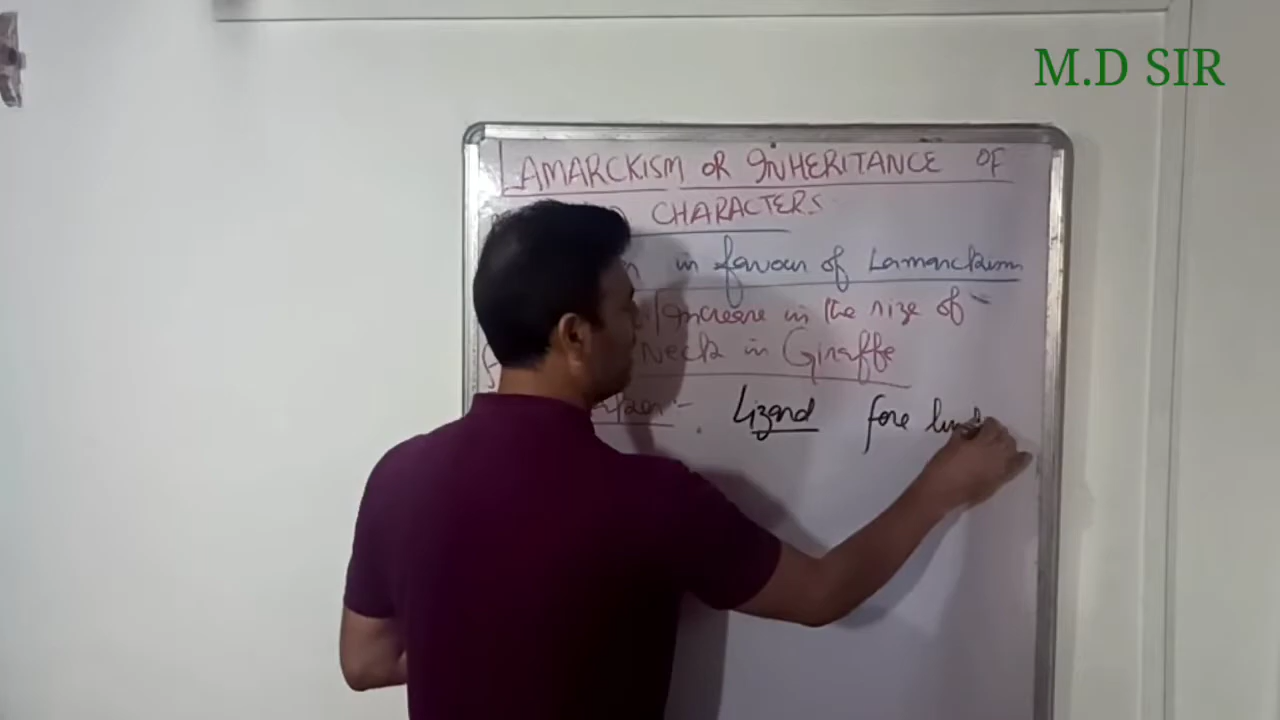 M.D SIR
LAMARCKISM OR INHERITANCE OF
CHARACTERS
in favour of Lamarckism
Increase in the size of
Neck in Giraffe
Lizard fore limb